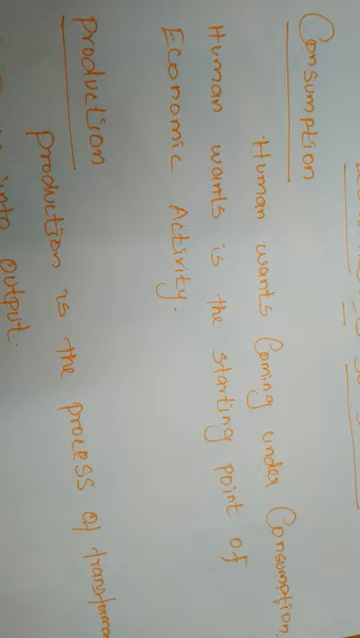 Consumption
Human wants Coming under Consumption.
Human wants is the starting point of
Economic Activity.
Production
Production is the process of
into output.